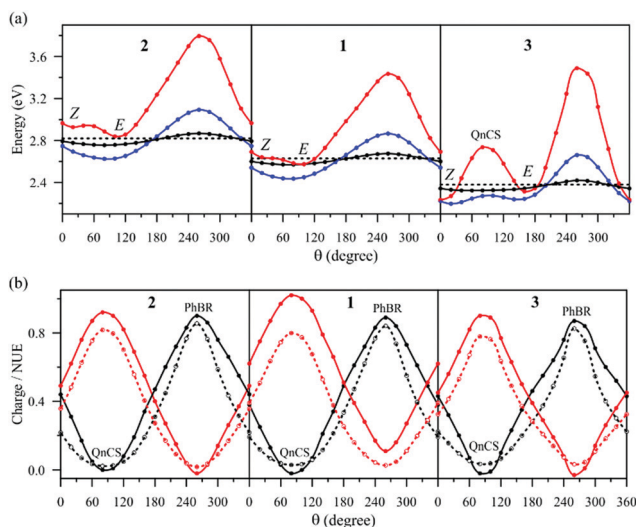 (a)
2 1 3
3.6
3.2
2.8
2.4
Energy (eV)
Z E Z E Z QnCS E
0 60 120 180 240 300 0 60 120 180 240 300 0 60 120 180 240 300
θ (degree)
(b)
2 PhBR 1 PhBR 3 PhBR
0.8
0.4
0.0
Charge / NUE
QnCS QnCS QnCS
0 60 120 180 240 300 0 60 120 180 240 300 0 60 120 180 240 300 360
θ (degree)